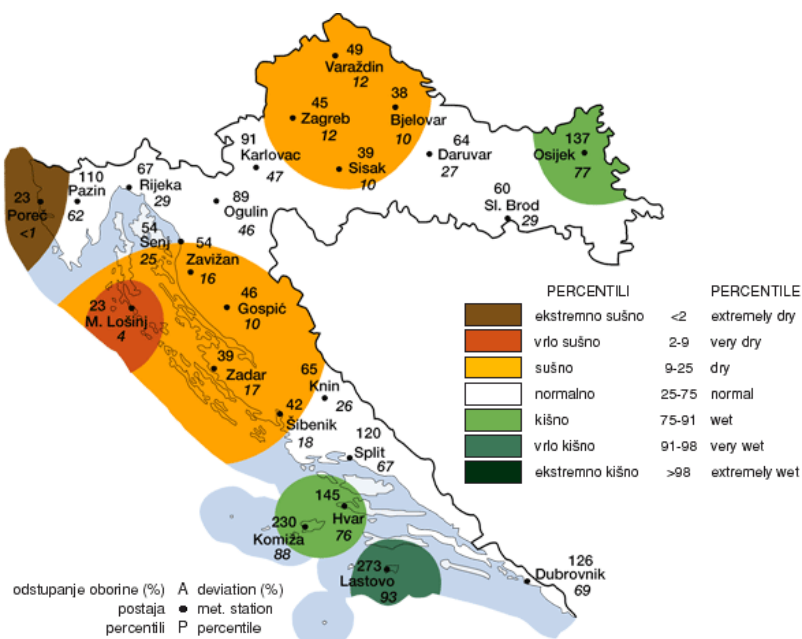 49
Varaždin
12
45
Zagreb
12
38
Bjelovar
10
39
Sisak
10
91
Karlovac
47
64
Daruvar
27
137
Osijek
77
60
Sl. Brod
29
23
Poreč
<1
110
Pazin
62
67
Rijeka
29
89
Ogulin
46
54
Senj
25
54
Zavižan
16
46
Gospić
10
23
M. Lošinj
4
39
Zadar
17
65
Knin
26
42
Šibenik
18
120
Split
67
145
Hvar
76
230
Komiža
88
273
Lastovo
93
126
Dubrovnik
69
PERCENTILI PERCENTILE
ekstremno sušno <2 extremely dry
vrlo sušno 2-9 very dry
sušno 9-25 dry
normalno 25-75 normal
kišno 75-91 wet
vrlo kišno 91-98 very wet
ekstremno kišno >98 extremely wet
odstupanje oborine (%) A deviation (%)
postaja ● met. station
percentili P percentile